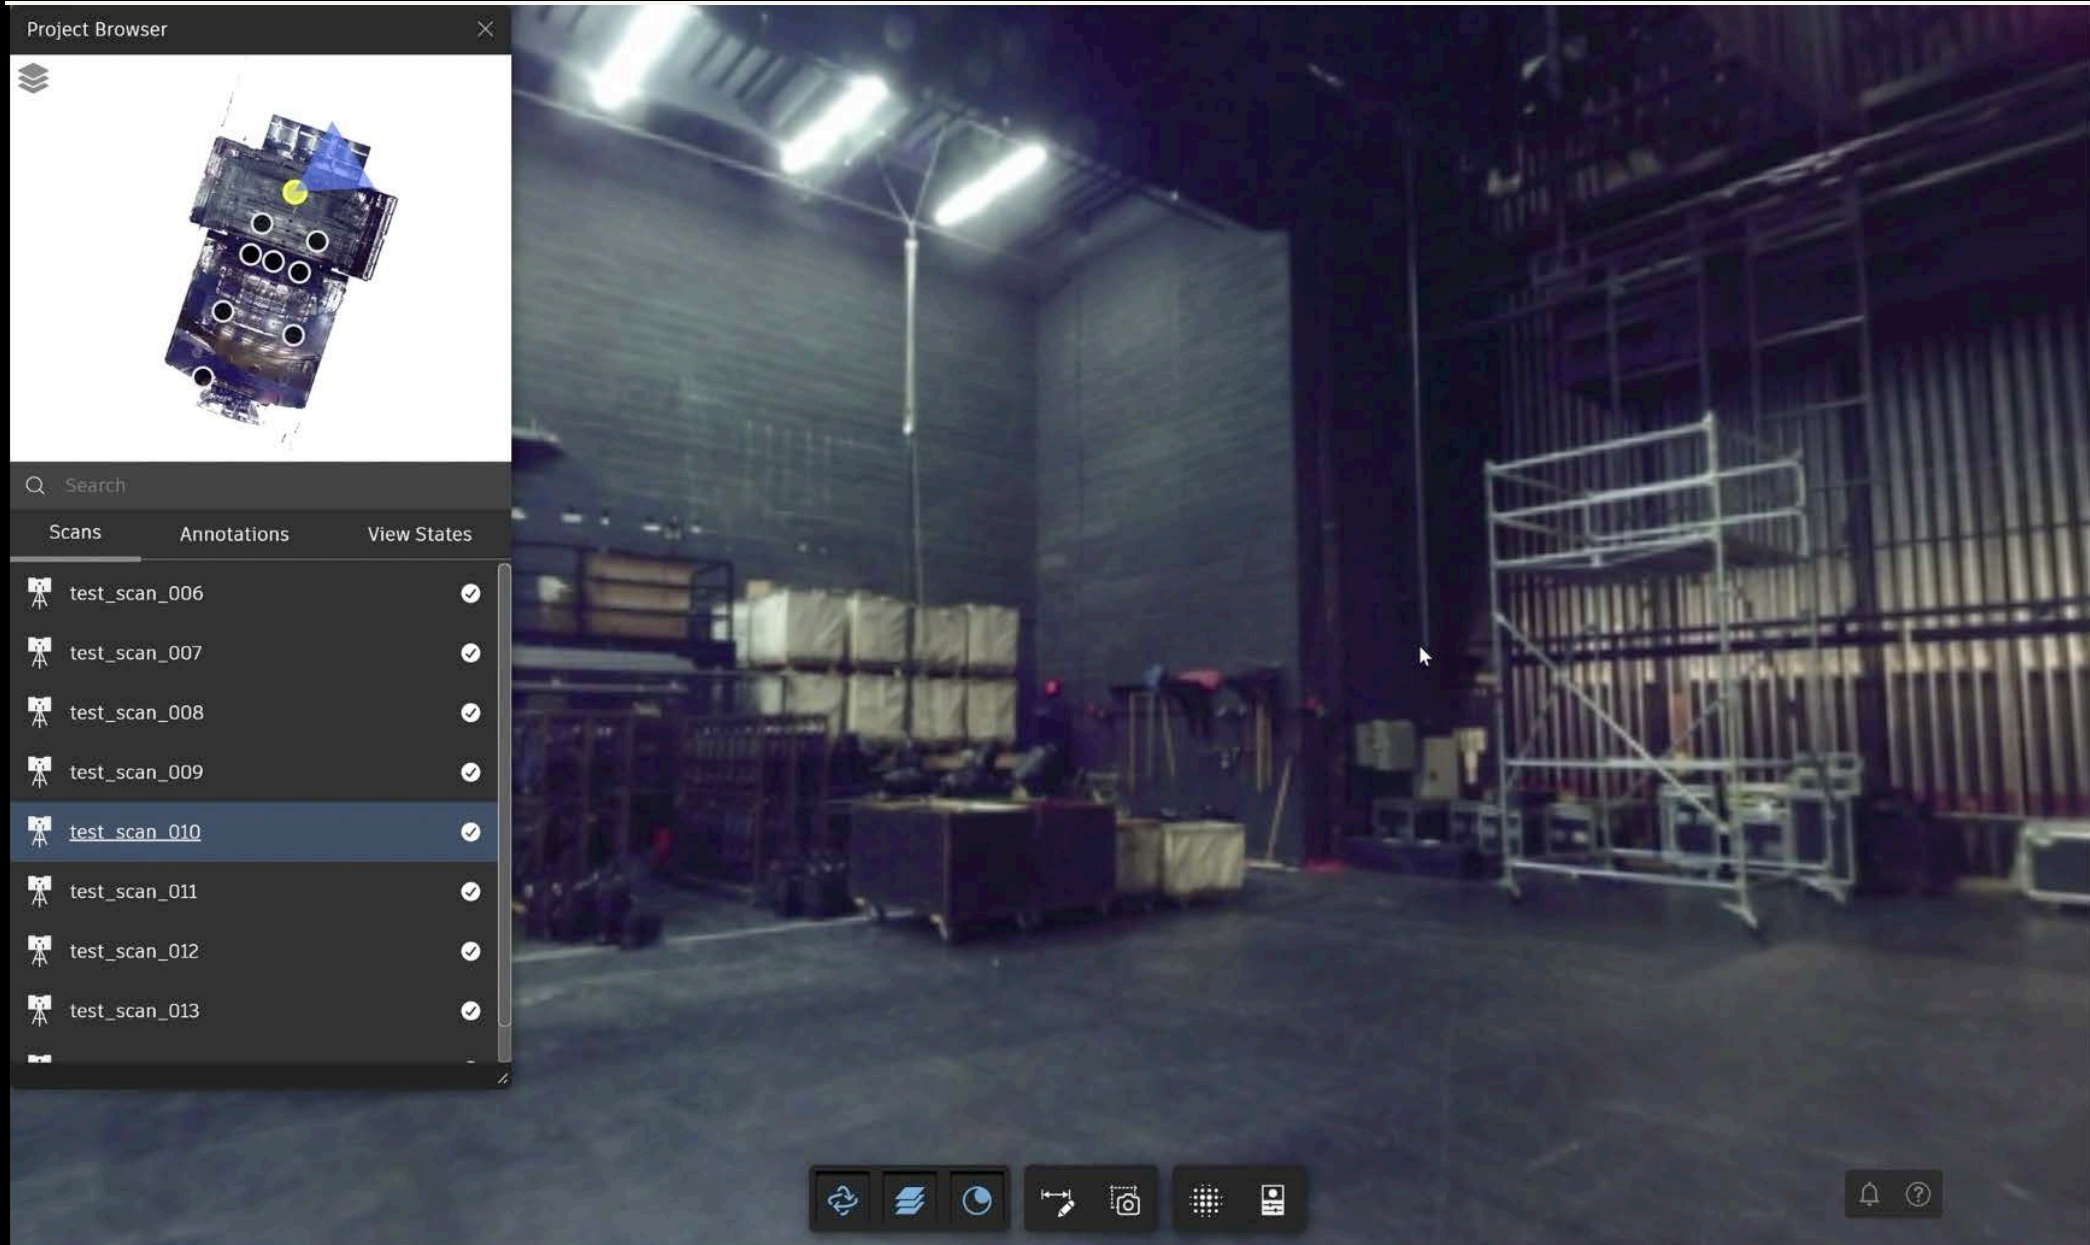 Project Browser
Search
Scans Annotations View States
test_scan_006
test_scan_007
test_scan_008
test_scan_009
test_scan_010
test_scan_011
test_scan_012
test_scan_013